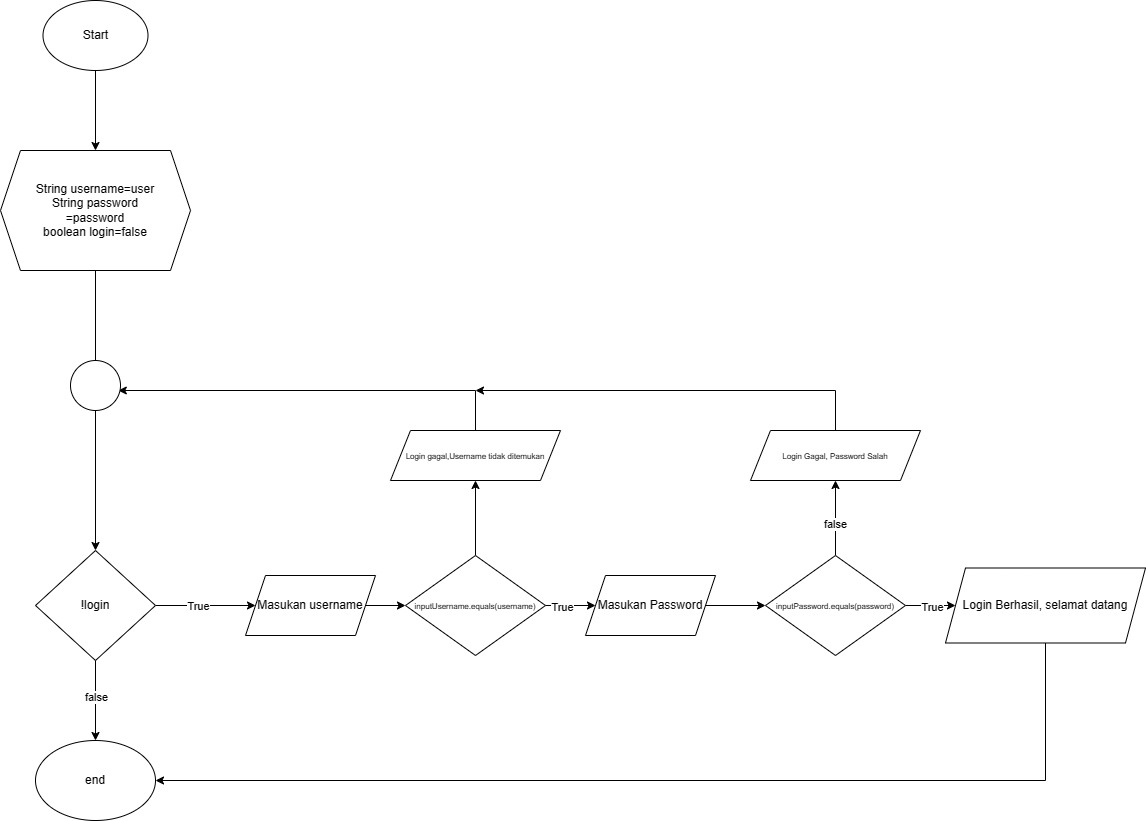 Start
String username=user
String password
=password
boolean login=false
Login gagal,Username tidak ditemukan
Login Gagal, Password Salah
false
!login
True
Masukan username
inputUsername.equals(username)
True
Masukan Password
inputPassword.equals(password)
True
Login Berhasil, selamat datang
false
end